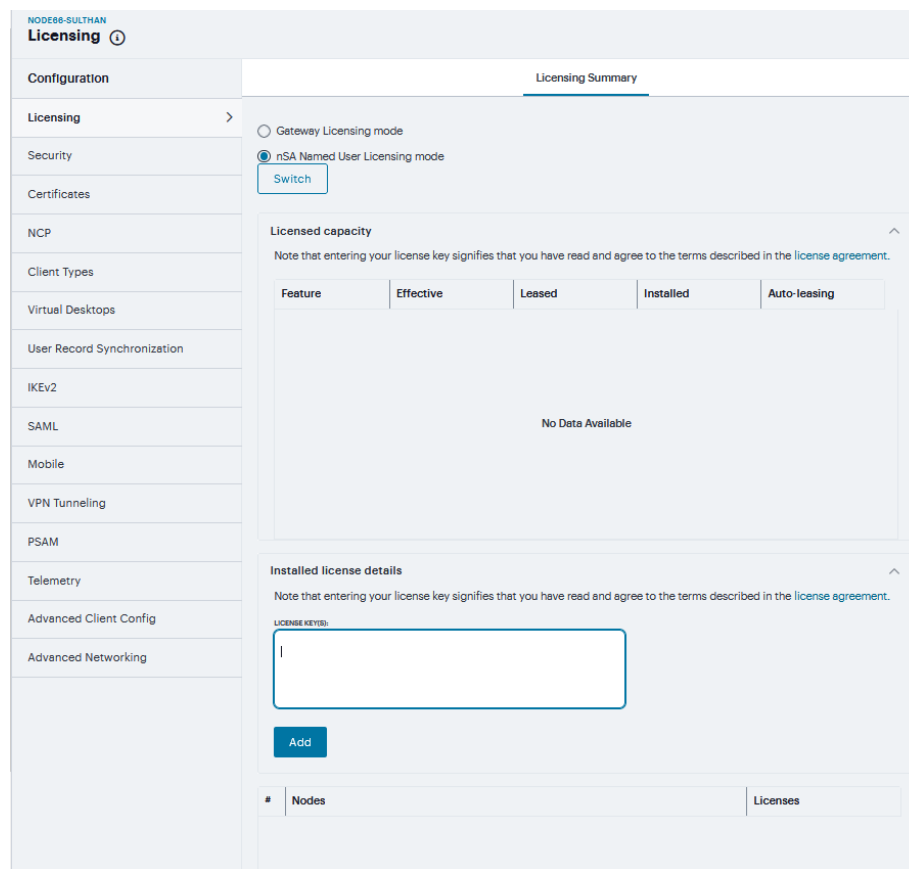 NODE66-SULTHAN
Licensing
Configuration
Licensing Summary
Licensing
Security
Certificates
NCP
Client Types
Virtual Desktops
User Record Synchronization
IKEv2
SAML
Mobile
VPN Tunneling
PSAM
Telemetry
Advanced Client Config
Advanced Networking
Gateway Licensing mode
nSA Named User Licensing mode
Switch
Licensed capacity
Note that entering your license key signifies that you have read and agree to the terms described in the license agreement.
Feature Effective Leased Installed Auto-leasing
No Data Available
Installed license details
Note that entering your license key signifies that you have read and agree to the terms described in the license agreement.
LICENSE KEY(S):
Add
# Nodes Licenses